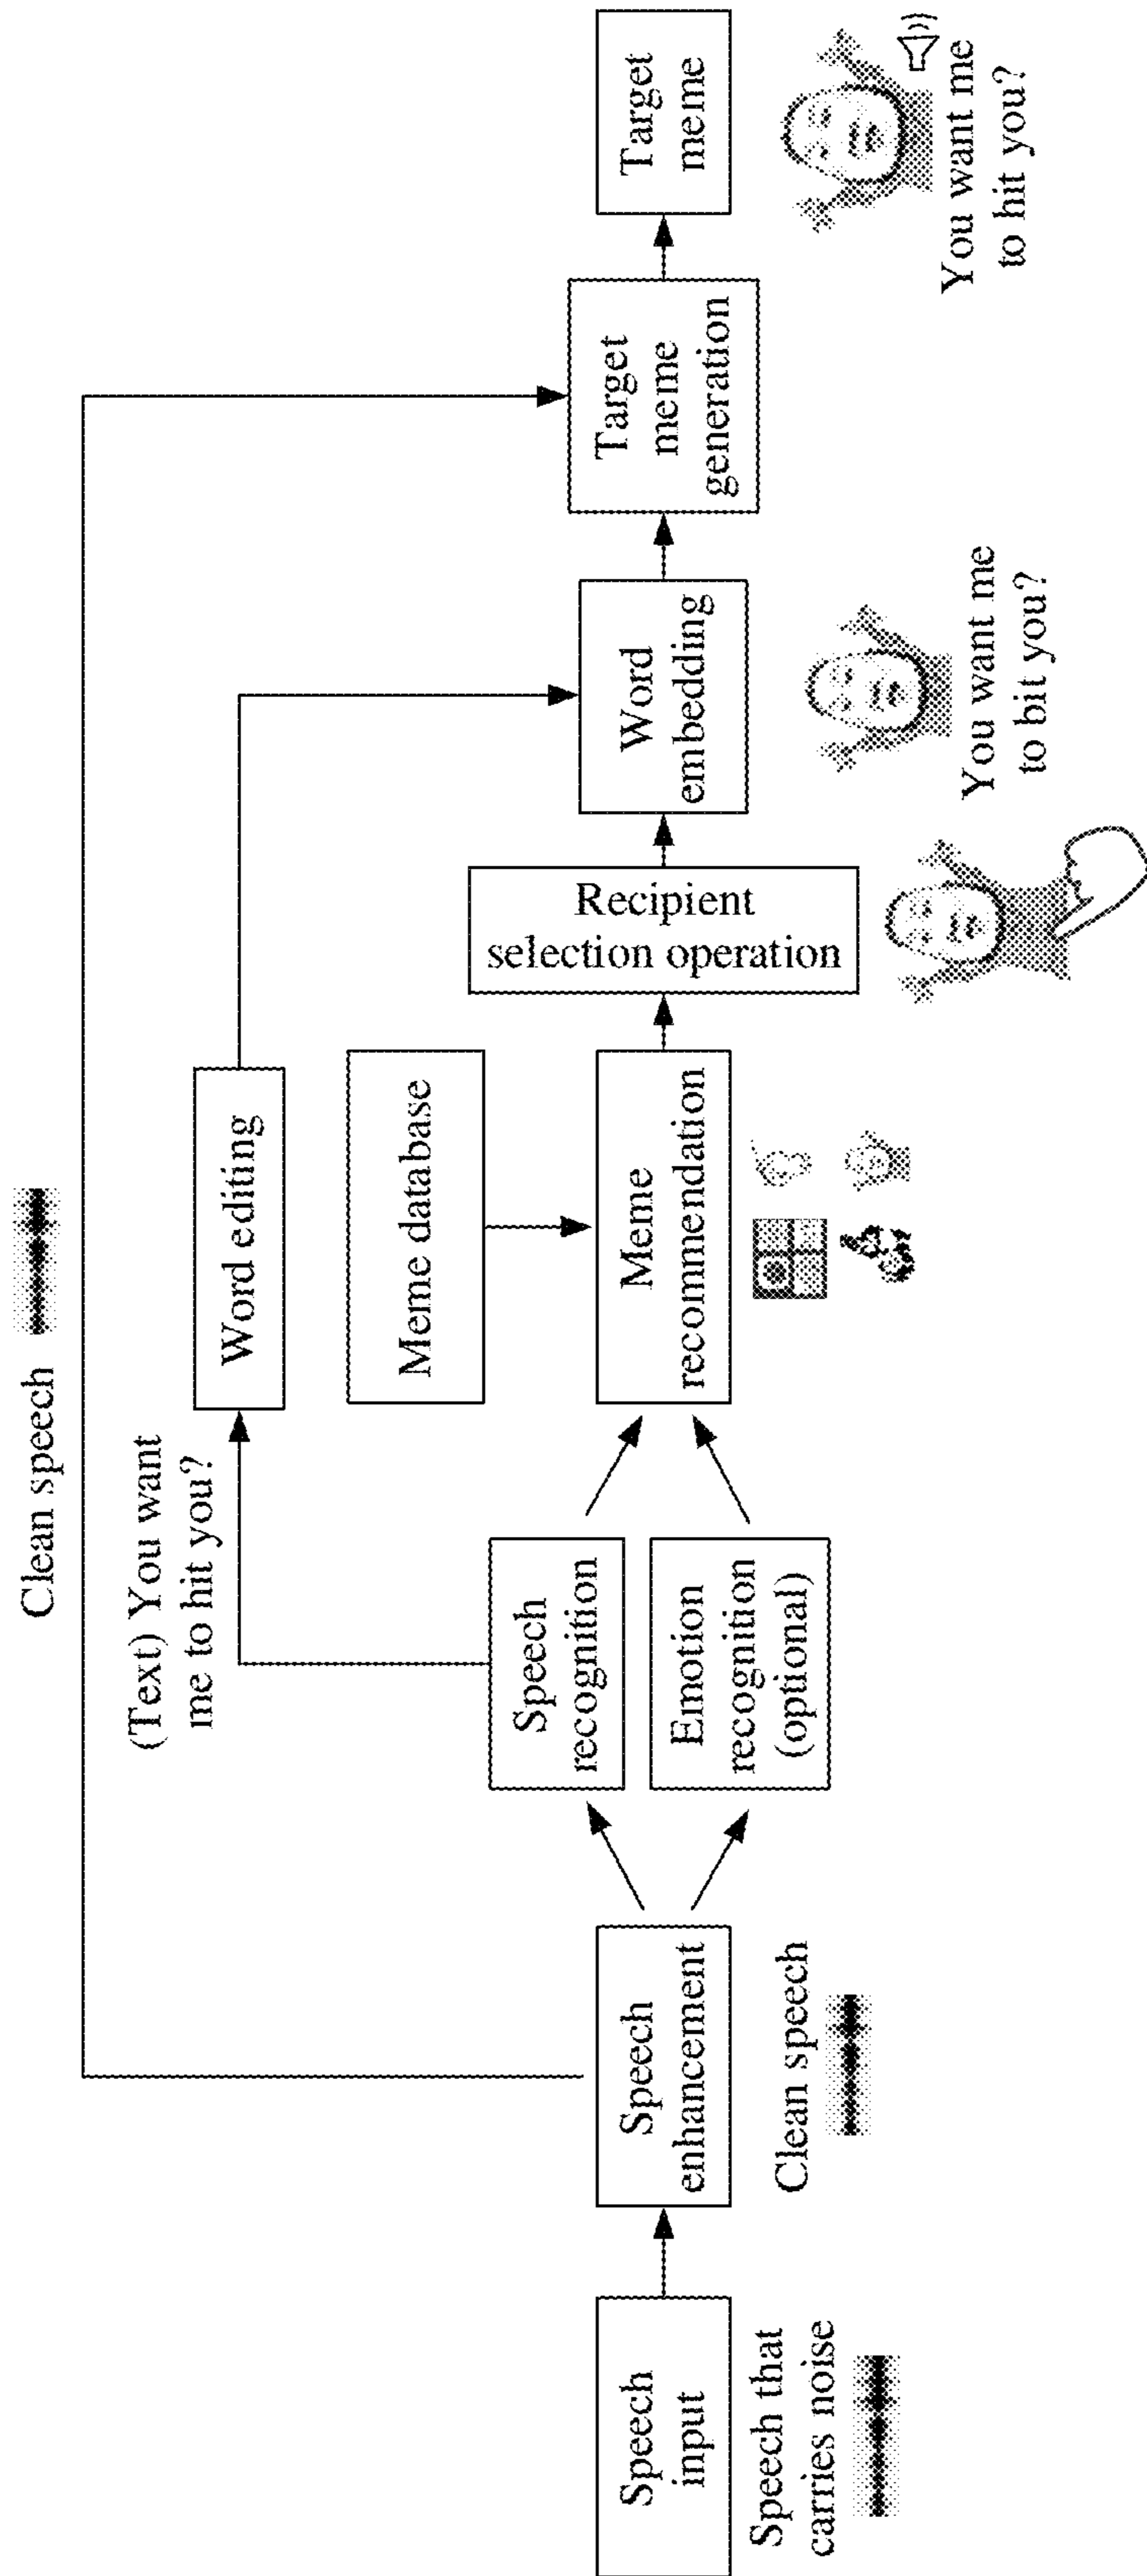 Clean speech
(Text) You want
me to hit you?
Word editing
Meme database
Speech
input
Speech that
carries noise
Speech
enhancement
Clean speech
Speech
recognition
Emotion
recognition
(optional)
Meme
recommendation
Recipient
selection operation
Word
embedding
You want me
to bit you?
Target
meme
generation
Target
meme
You want me
to hit you?